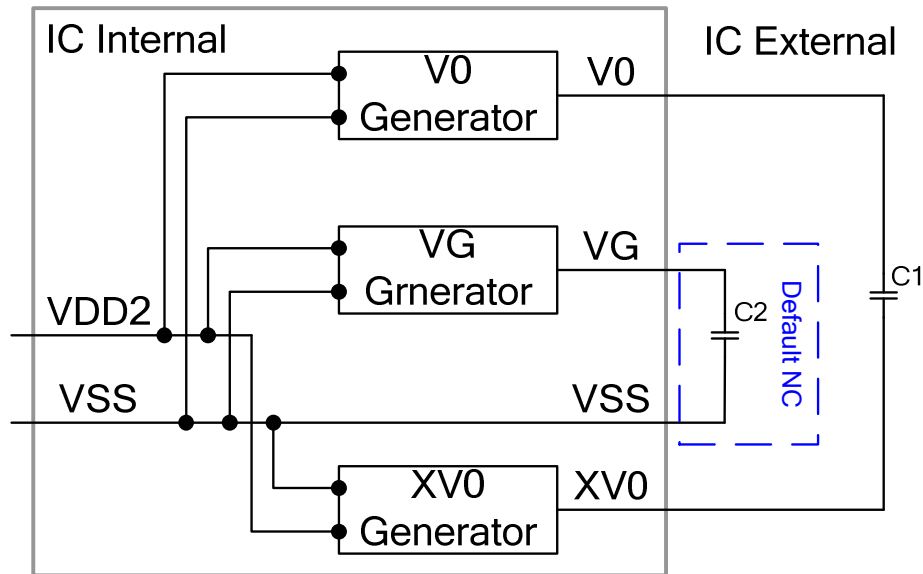 IC Internal
IC External
V0
Generator
V0
VG
Grnerator
VG
C1
C2
Default NC
VDD2
VSS
VSS
XV0
Generator
XV0